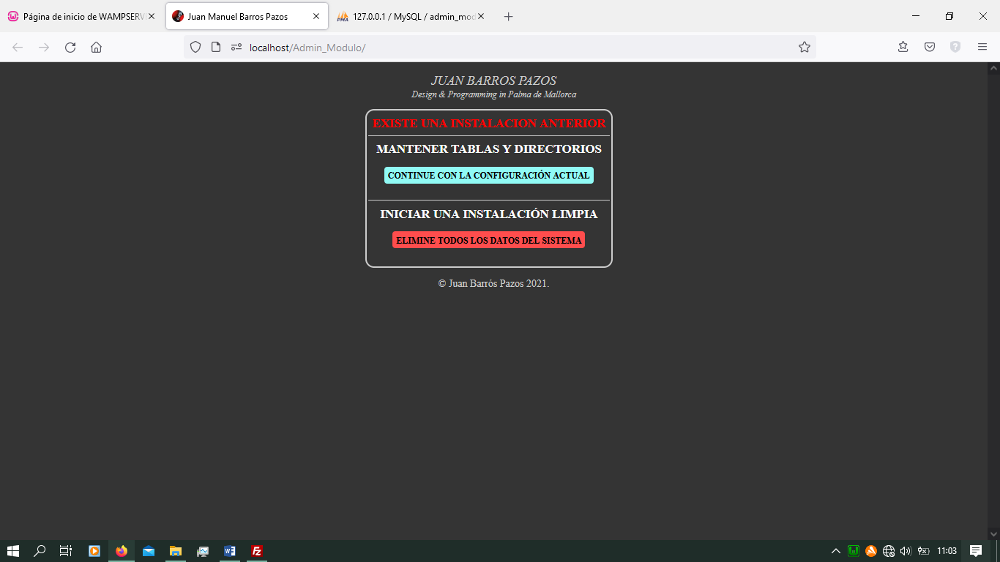 Página de inicio de WAMPSERV
Juan Manuel Barros Pazos
127.0.0.1 / MySQL / admin_mod
localhost/Admin_Modulo/
JUAN BARROS PAZOS
Design & Programming in Palma de Mallorca
EXISTE UNA INSTALACION ANTERIOR
MANTENER TABLAS Y DIRECTORIOS
CONTINUE CON LA CONFIGURACIÓN ACTUAL
INICIAR UNA INSTALACIÓN LIMPIA
ELIMINE TODOS LOS DATOS DEL SISTEMA
© Juan Barrós Pazos 2021.
11:03